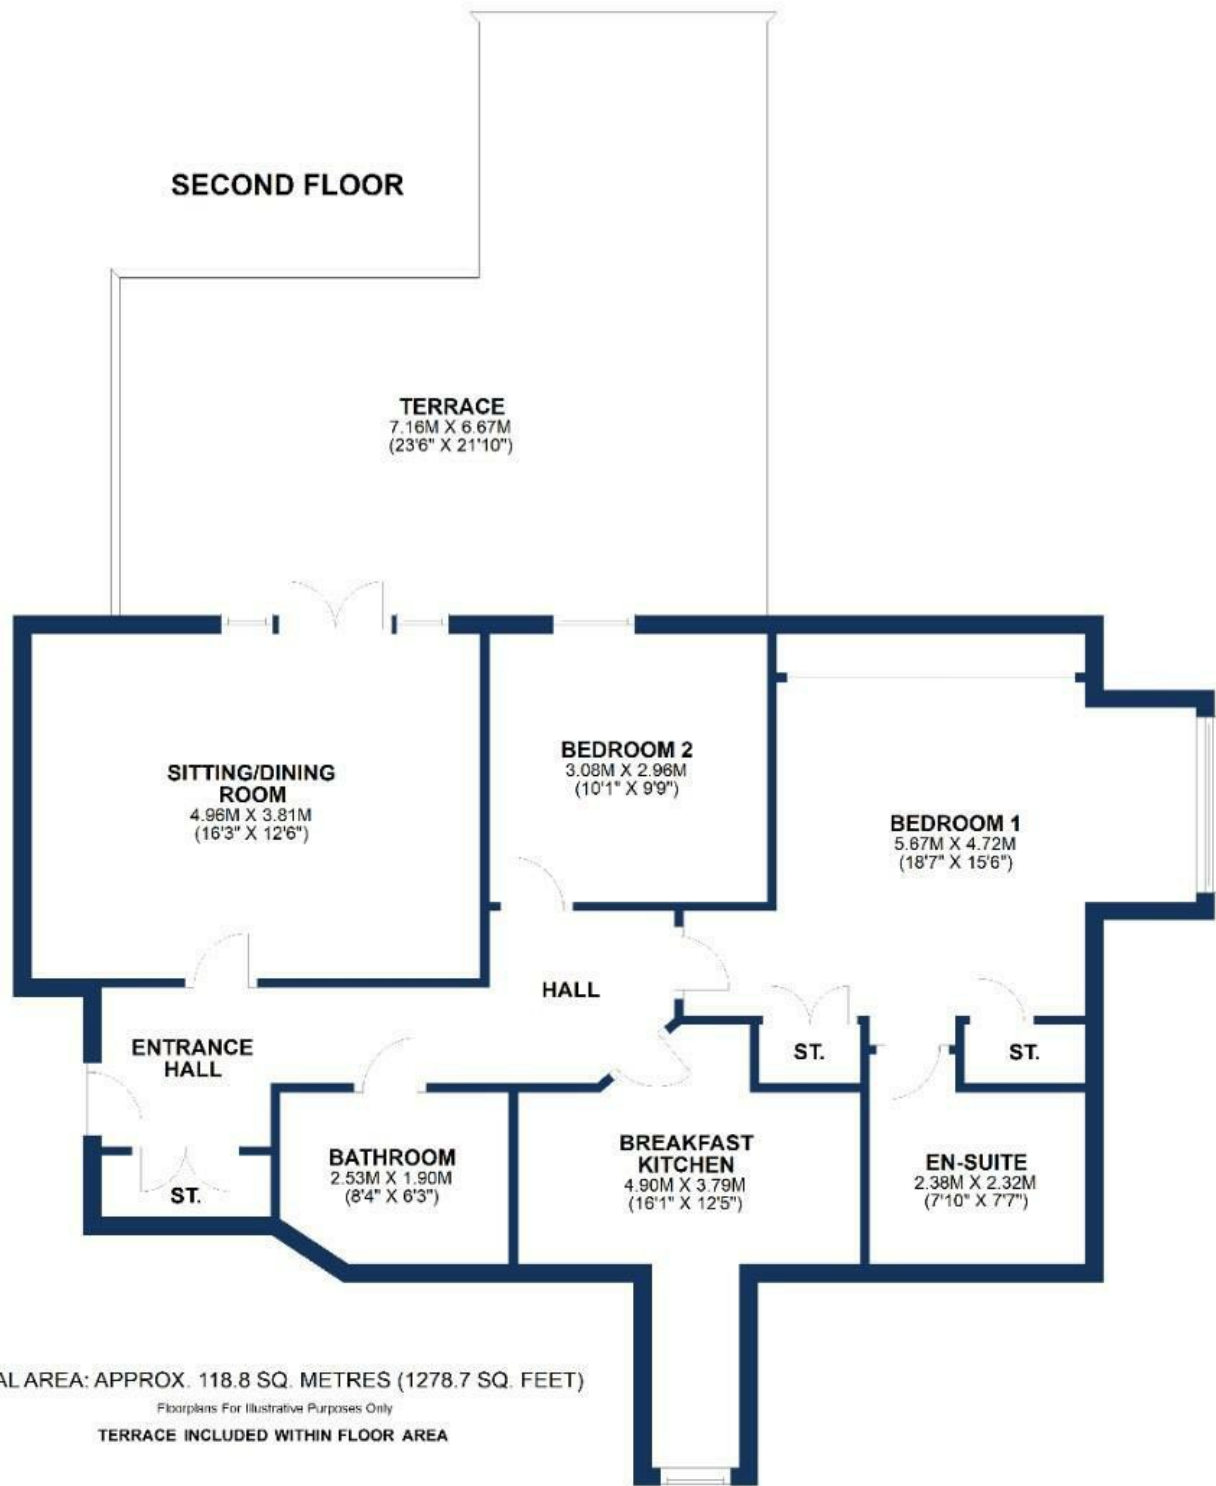 SECOND FLOOR
TERRACE
7.16M X 6.67M
(23'6" X 21'10")
SITTING/DINING
ROOM
4.96M X 3.81M
(16'3" X 12'6")
BEDROOM 2
3.08M X 2.96M
(10'1" X 9'9")
BEDROOM 1
5.67M X 4.72M
(18'7" X 15'6")
HALL
ENTRANCE
HALL
ST.
ST.
ST.
BATHROOM
2.53M X 1.90M
(8'4" X 6'3")
BREAKFAST
KITCHEN
4.90M X 3.79M
(16'1" X 12'5")
EN-SUITE
2.38M X 2.32M
(7'10" X 7'7")
AL AREA: APPROX. 118.8 SQ. METRES (1278.7 SQ. FEET)
Floorplans For Illustrative Purposes Only
TERRACE INCLUDED WITHIN FLOOR AREA